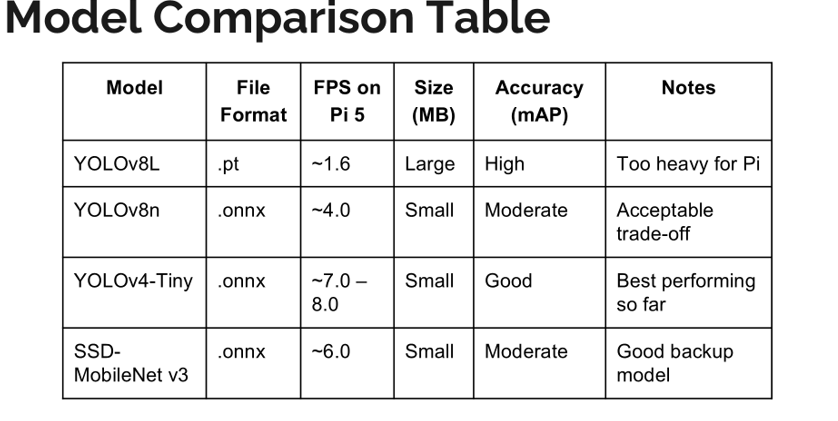 Model Comparison Table
Model File Format FPS on Pi 5 Size (MB) Accuracy (mAP) Notes
YOLOv8L .pt ~1.6 Large High Too heavy for Pi
YOLOv8n .onnx ~4.0 Small Moderate Acceptable trade-off
YOLOv4-Tiny .onnx ~7.0 – 8.0 Small Good Best performing so far
SSD-MobileNet v3 .onnx ~6.0 Small Moderate Good backup model